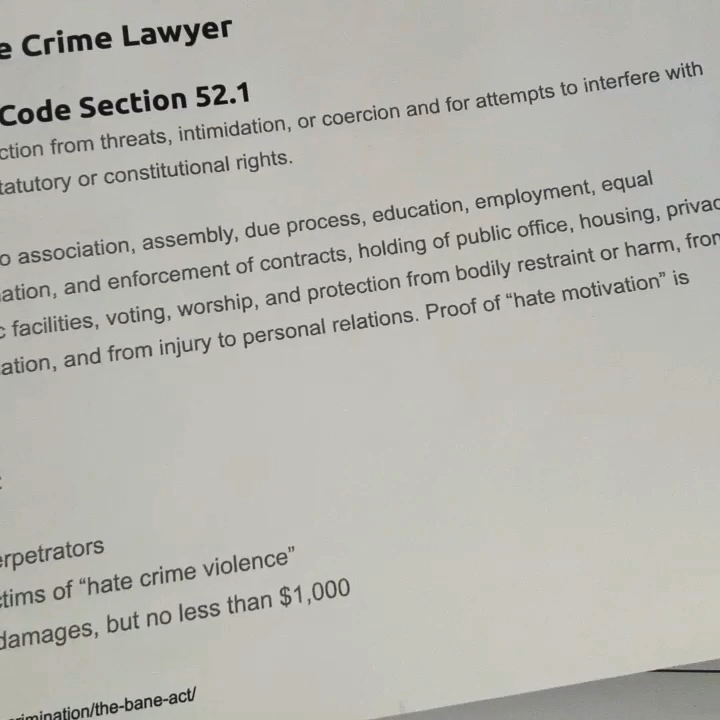 e Crime Lawyer
Code Section 52.1
ction from threats, intimidation, or coercion and for attempts to interfere with
tatutory or constitutional rights.
o association, assembly, due process, education, employment, equal
ation, and enforcement of contracts, holding of public office, housing, privac
c facilities, voting, worship, and protection from bodily restraint or harm, from
ation, and from injury to personal relations. Proof of “hate motivation” is
erpetrators
ctims of “hate crime violence”
damages, but no less than $1,000
crimination/the-bane-act/